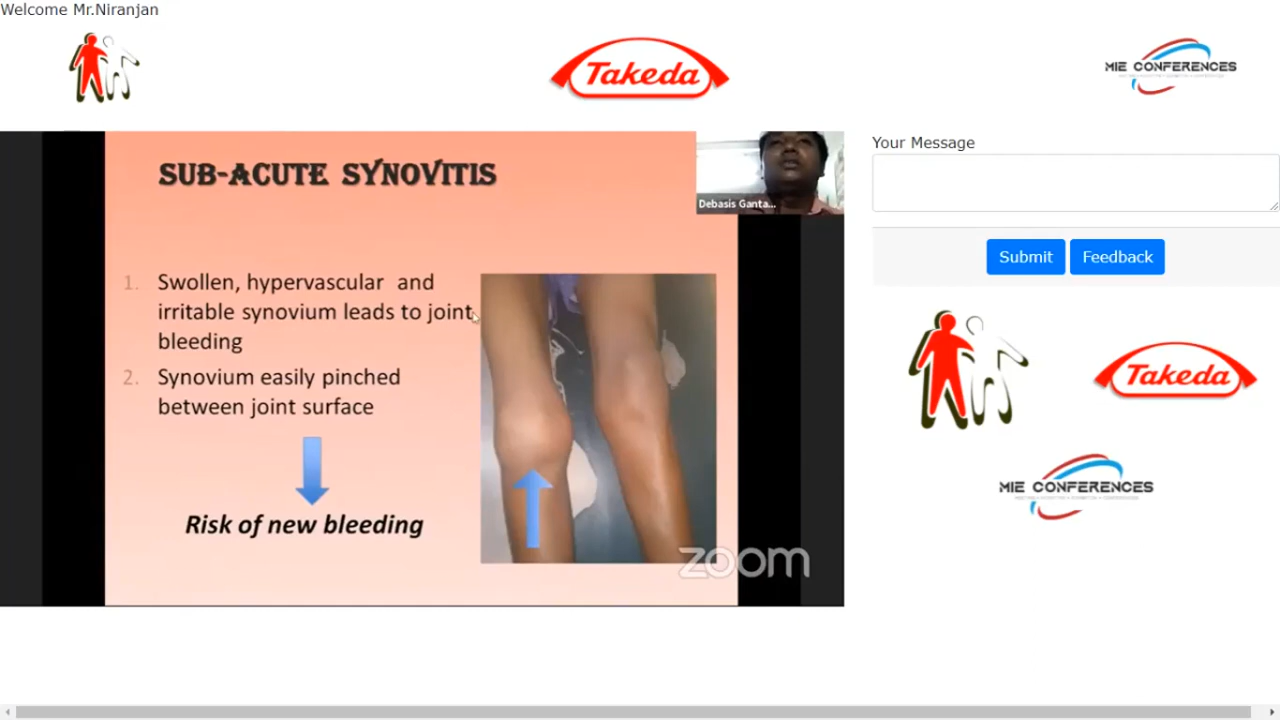 Welcome Mr.Niranjan
Takeda
MIE CONFERENCES
SUB-ACUTE SYNOVITIS
Debasis Ganta...
1. Swollen, hypervascular and
irritable synovium leads to joint
bleeding
2. Synovium easily pinched
between joint surface
Risk of new bleeding
zoom
Your Message
Submit
Feedback
Takeda
MIE CONFERENCES